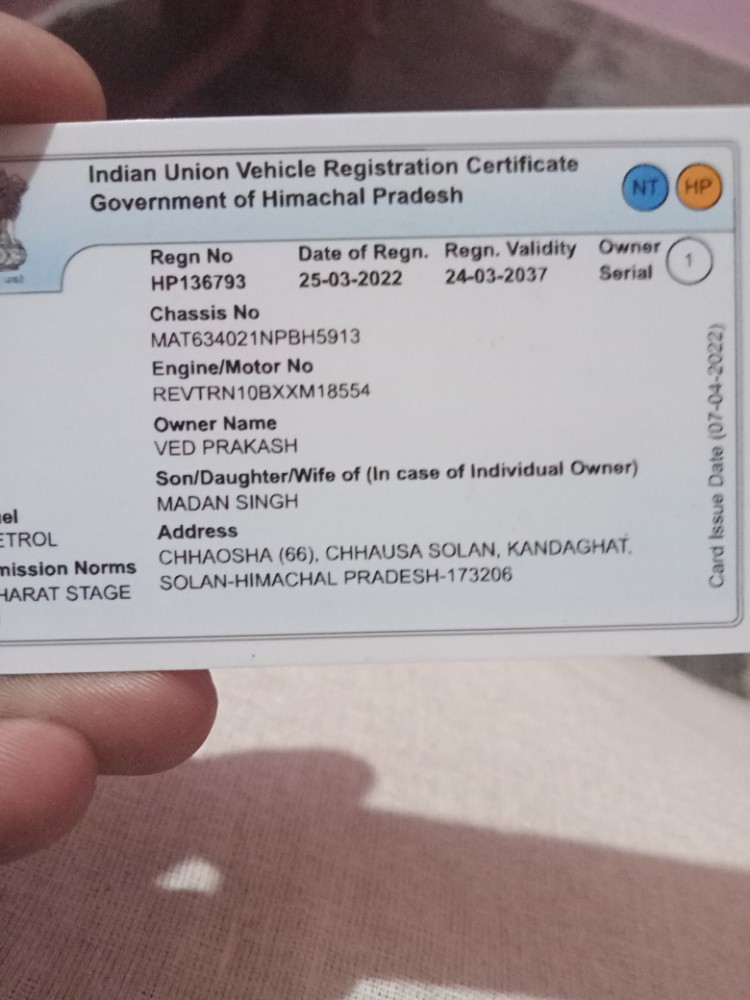 Indian Union Vehicle Registration Certificate
Government of Himachal Pradesh
NT HP
Regn No Date of Regn. Regn. Validity Owner Serial 1
HP136793 25-03-2022 24-03-2037
Chassis No
MAT634021NPBH5913
Engine/Motor No
REVTRN10BXXM18554
Owner Name
VED PRAKASH
Son/Daughter/Wife of (In case of Individual Owner)
MADAN SINGH
Address
CHHAOSHA (66), CHHAUSA SOLAN, KANDAGHAT,
SOLAN-HIMACHAL PRADESH-173206
el
ETROL
mission Norms
HARAT STAGE
Card Issue Date (07-04-2022)